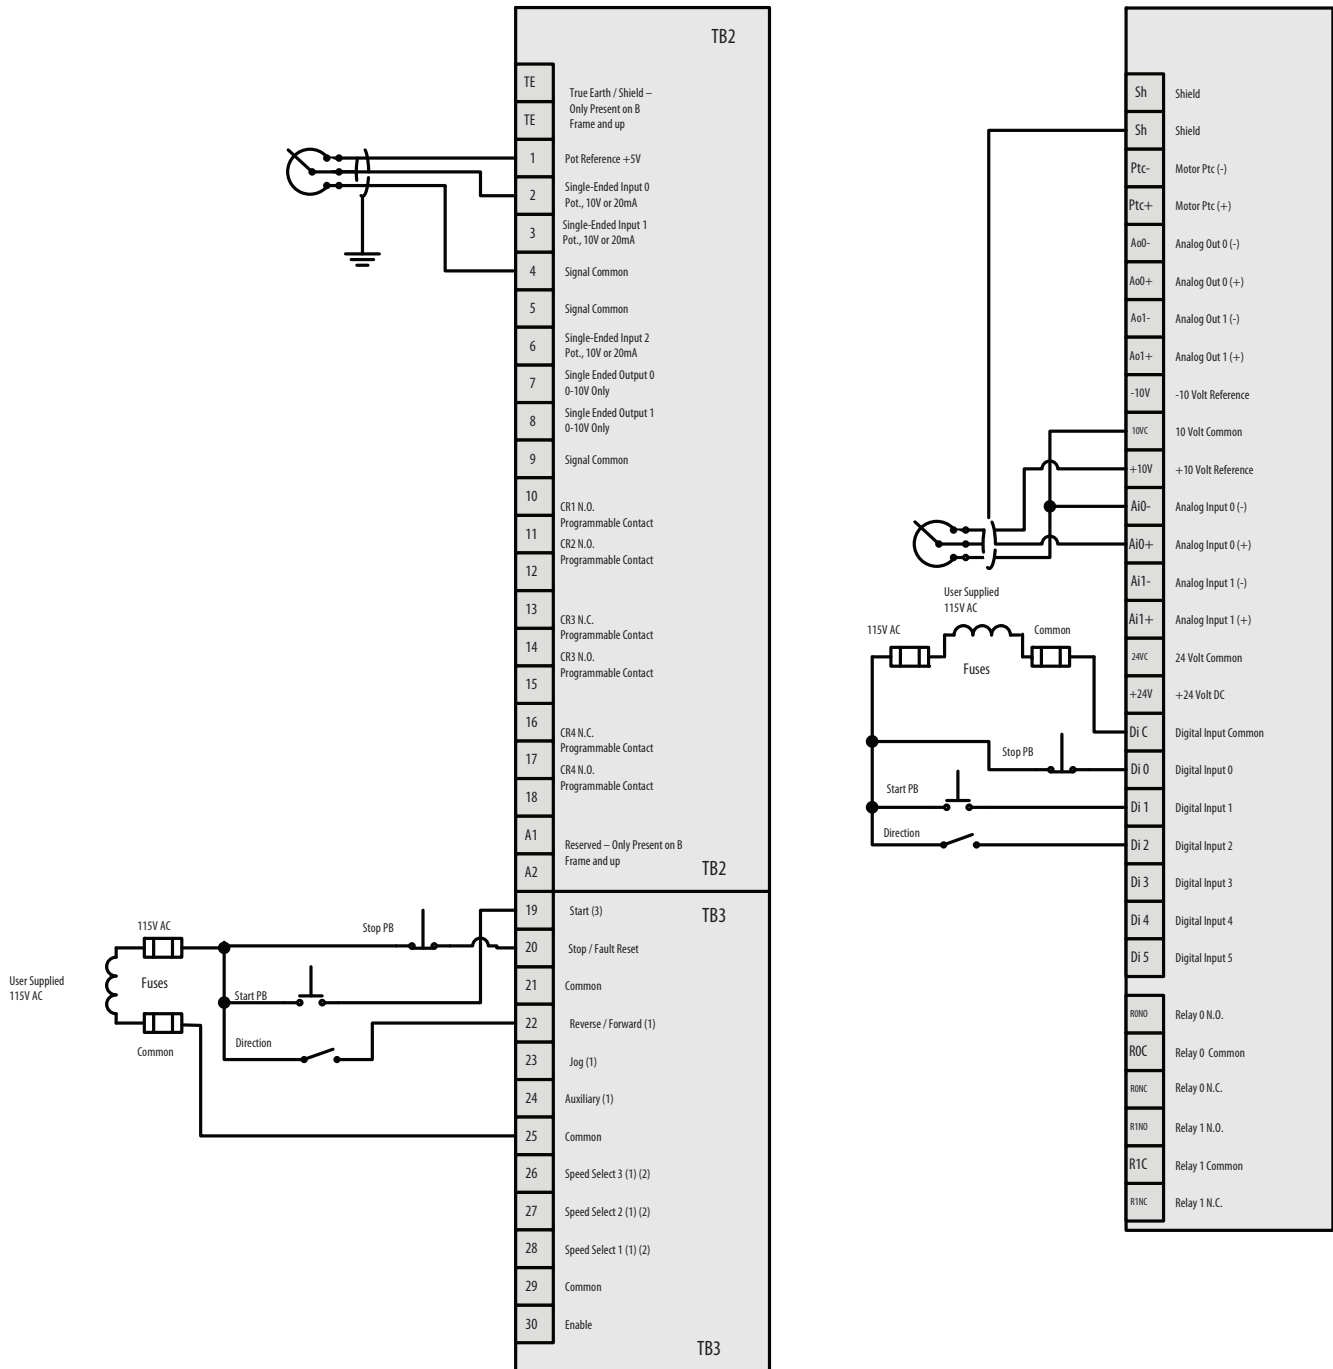 TB2
TE
TE
True Earth / Shield –
Only Present on B
Frame and up
1
Pot Reference +5V
2
Single-Ended Input 0
Pot., 10V or 20mA
3
Single-Ended Input 1
Pot., 10V or 20mA
4
Signal Common
5
Signal Common
6
Single-Ended Input 2
Pot., 10V or 20mA
7
Single Ended Output 0
0-10V Only
8
Single Ended Output 1
0-10V Only
9
Signal Common
10
CR1 N.O.
Programmable Contact
11
CR2 N.O.
Programmable Contact
12
13
CR3 N.C.
Programmable Contact
14
CR3 N.O.
Programmable Contact
15
16
CR4 N.C.
Programmable Contact
17
CR4 N.O.
Programmable Contact
18
A1
Reserved – Only Present on B
Frame and up
A2
TB2
TB3
19
Start (3)
20
Stop / Fault Reset
21
Common
22
Reverse / Forward (1)
23
Jog (1)
24
Auxiliary (1)
25
Common
26
Speed Select 3 (1) (2)
27
Speed Select 2 (1) (2)
28
Speed Select 1 (1) (2)
29
Common
30
Enable
TB3
User Supplied
115V AC
115V AC
Fuses
Common
Stop PB
Start PB
Direction
Sh
Shield
Sh
Shield
Ptc-
Motor Ptc (-)
Ptc+
Motor Ptc (+)
Ao0-
Analog Out 0 (-)
Ao0+
Analog Out 0 (+)
Ao1-
Analog Out 1 (-)
Ao1+
Analog Out 1 (+)
-10V
-10 Volt Reference
10VC
10 Volt Common
+10V
+10 Volt Reference
Ai0-
Analog Input 0 (-)
Ai0+
Analog Input 0 (+)
Ai1-
Analog Input 1 (-)
Ai1+
Analog Input 1 (+)
24VC
24 Volt Common
+24V
+24 Volt DC
Di C
Digital Input Common
Di 0
Digital Input 0
Di 1
Digital Input 1
Di 2
Digital Input 2
Di 3
Digital Input 3
Di 4
Digital Input 4
Di 5
Digital Input 5
R0NO
Relay 0 N.O.
R0C
Relay 0 Common
R0NC
Relay 0 N.C.
R1NO
Relay 1 N.O.
R1C
Relay 1 Common
R1NC
Relay 1 N.C.
User Supplied
115V AC
115V AC
Common
Fuses
Stop PB
Start PB
Direction